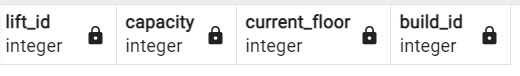 lift_id capacity current_floor build_id
integer integer integer integer